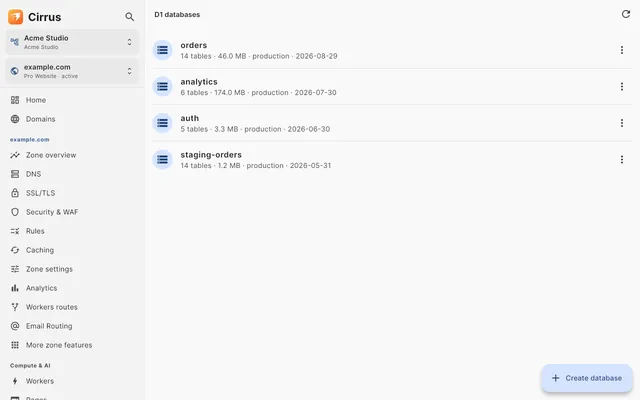 Cirrus
Acme Studio
Acme Studio
example.com
Pro Website · active
Home
Domains
example.com
Zone overview
DNS
SSL/TLS
Security & WAF
Rules
Caching
Zone settings
Analytics
Workers routes
Email Routing
More zone features
Compute & AI
Workers
Pages
D1 databases
orders
14 tables · 46.0 MB · production · 2026-08-29
analytics
6 tables · 174.0 MB · production · 2026-07-30
auth
5 tables · 3.3 MB · production · 2026-06-30
staging-orders
14 tables · 1.2 MB · production · 2026-05-31
Create database